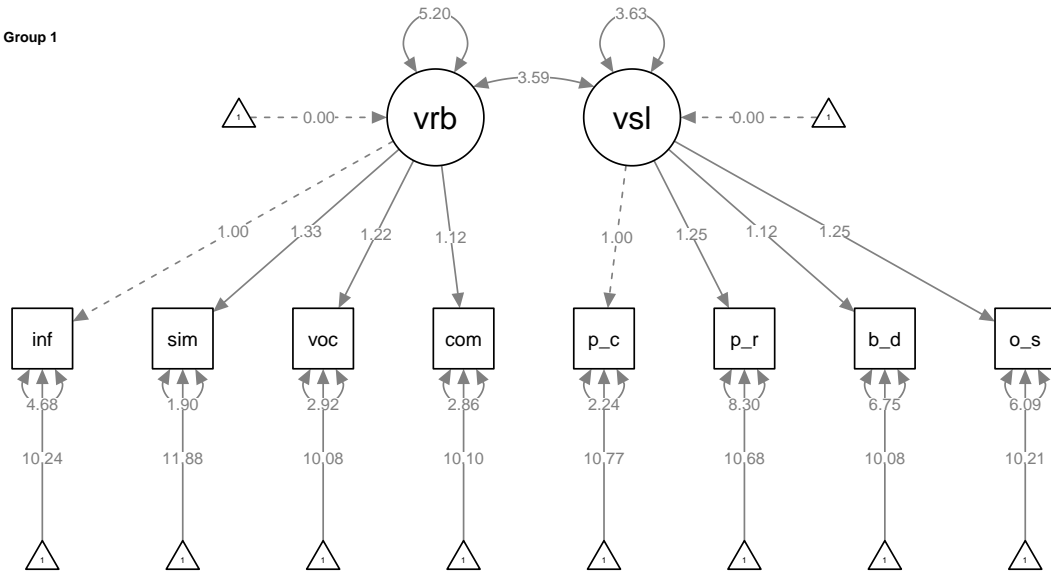 5.20 3.63
Group 1
3.59
1 0.00 vrb vsl 0.00 1
1.00 1.33 1.22 1.12 1.00 1.25 1.12 1.25
inf sim voc com p_c p_r b_d o_s
4.68 1.90 2.92 2.86 2.24 8.30 6.75 6.09
10.24 11.88 10.08 10.10 10.77 10.68 10.08 10.21
1 1 1 1 1 1 1 1